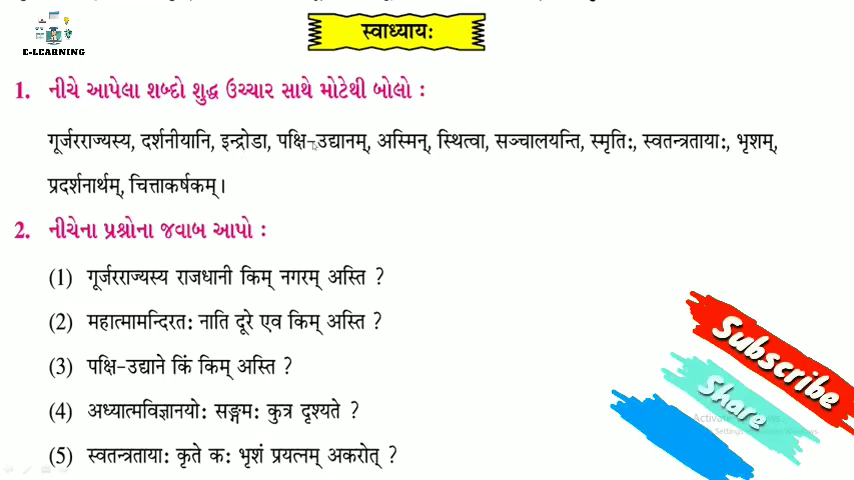 E-LEARNING
स्वाध्यायः
1. નીચે આપેલા શબ્દો શુદ્ધ ઉચ્ચાર સાથે મોટેથી બોલો :
गूर्जरराज्यस्य, दर्शनीयानि, इन्द्रोडा, पक्षि-उद्यानम्, अस्मिन्, स्थित्वा, सञ्चालयन्ति, स्मृतिः, स्वतन्त्रतायाः, भृशम्,
प्रदर्शनार्थम्, चित्ताकर्षकम् ।
2. નીચેના પ્રશ્નોના જવાબ આપો :
(1) गूर्जरराज्यस्य राजधानी किम् नगरम् अस्ति ?
(2) महात्मामन्दिरतः नाति दूरे एव किम् अस्ति ?
(3) पक्षि-उद्याने किं किम् अस्ति ?
(4) अध्यात्मविज्ञानयोः सङ्गमः कुत्र दृश्यते ?
(5) स्वतन्त्रतायाः कृते कः भृशं प्रयत्नम् अकरोत् ?
Subscribe
Share